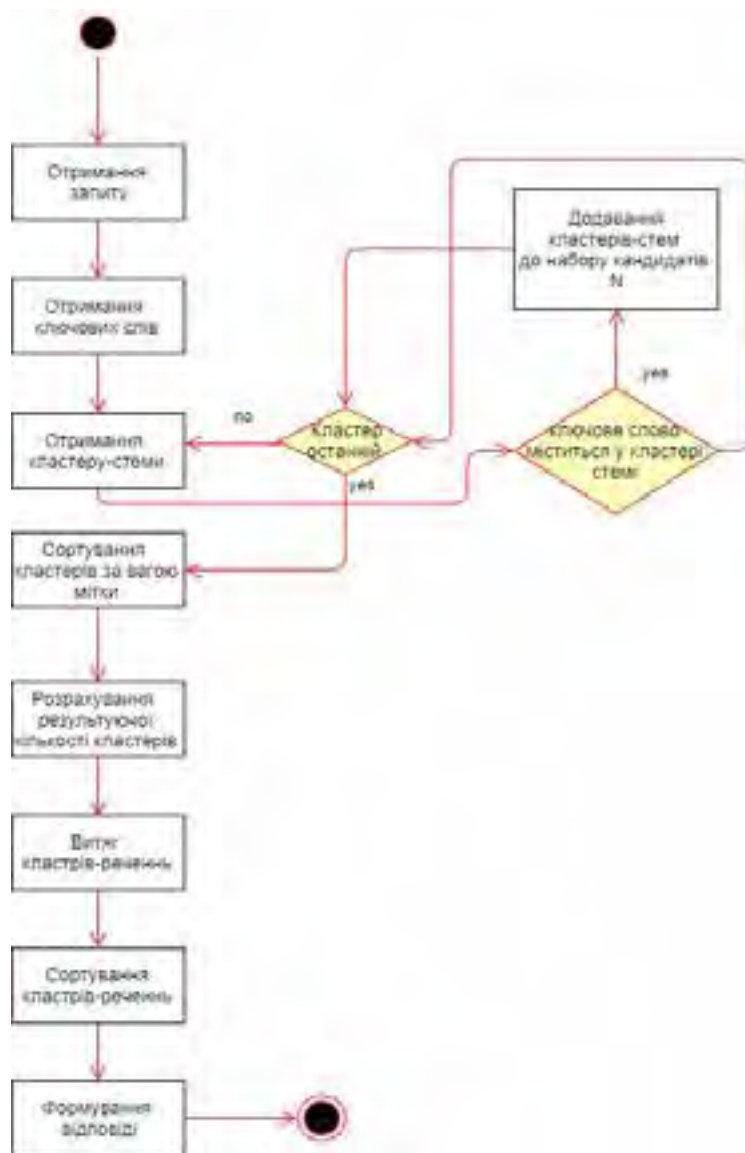 Отримання
запиту
Додавання
кластерів-стем
до набору кандидатів
N
Отримання
ключових слів
yes
no
кластер
останній
Отримання
кластеру-стеми
ключове слово
міститься у кластері
стемі
yes
Сортування
кластерів за вагою
мітки
Розрахування
результуючої
кількості кластерів
Витяг
кластрів-реченнь
Сортування
кластрів-реченнь
Формування
відповіді